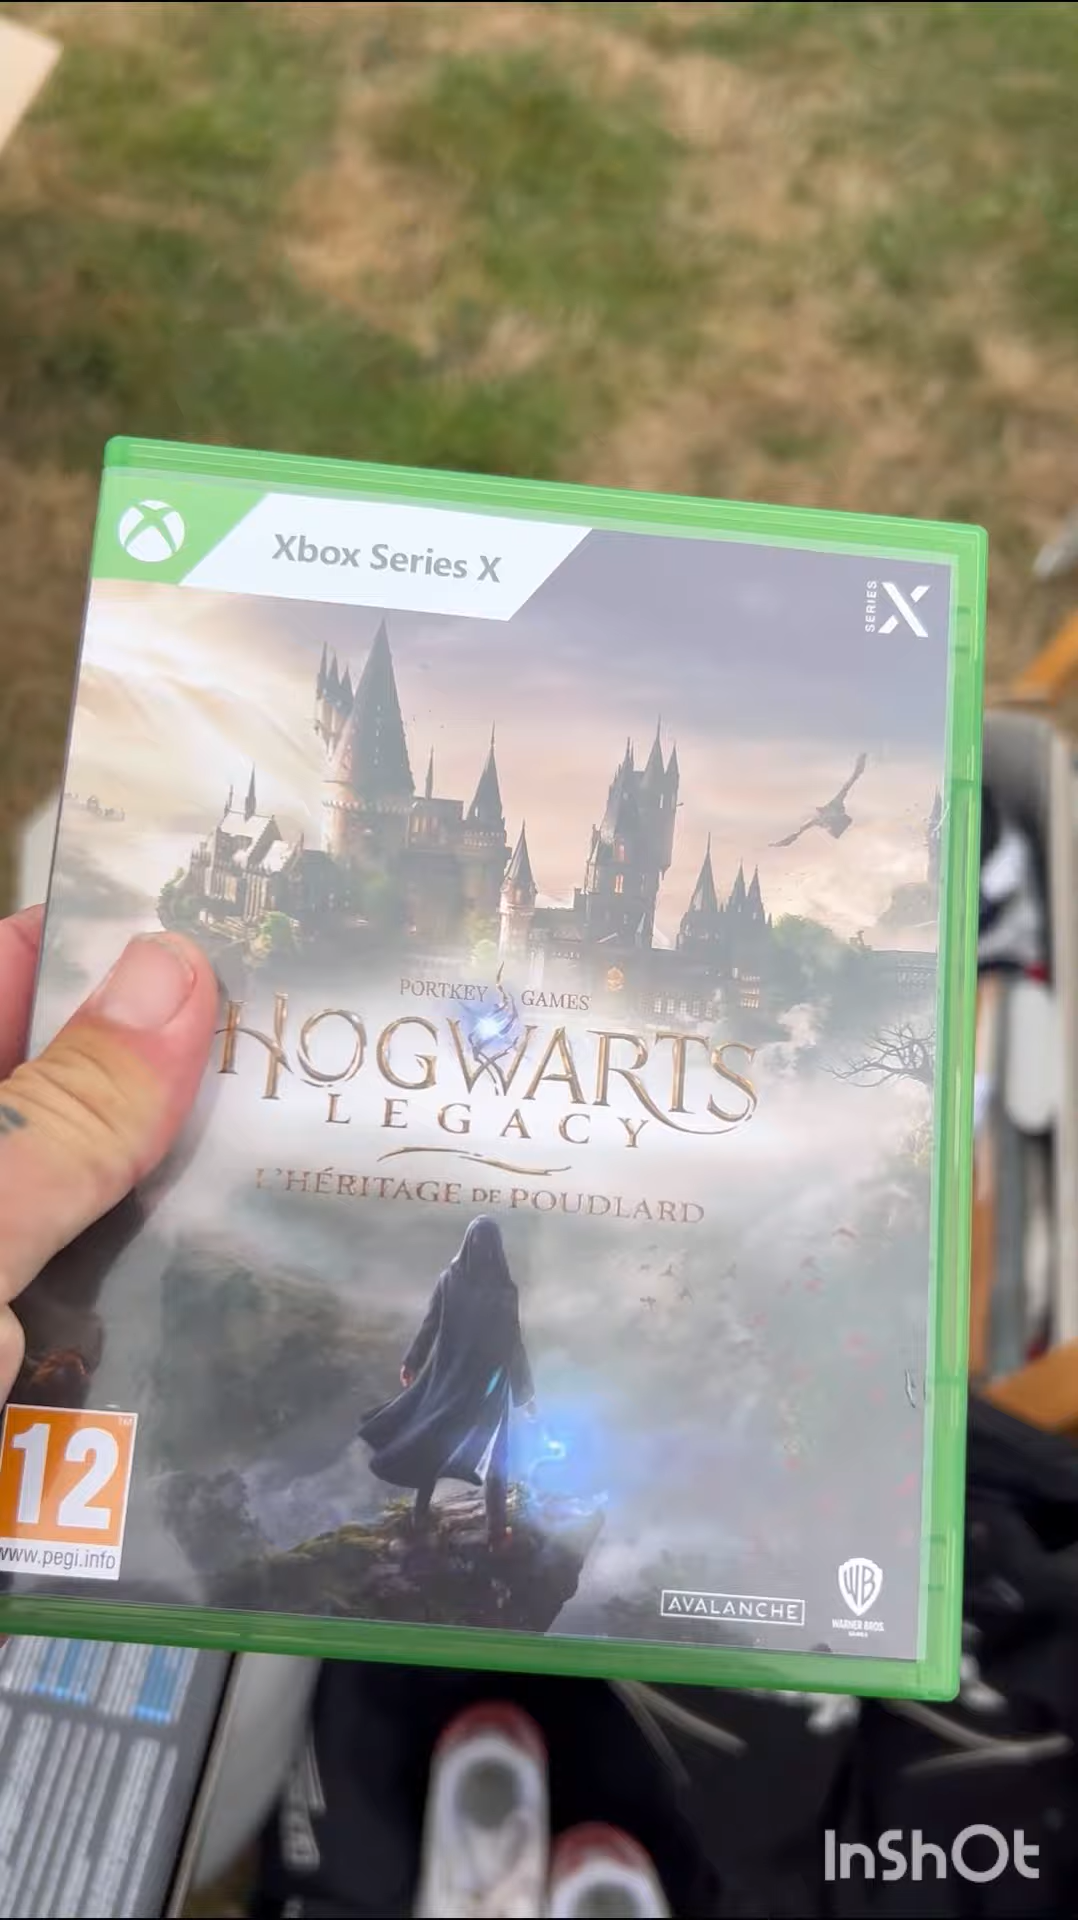 Xbox Series X
SERIES X
PORTKEY GAMES
HOGWARTS
LEGACY
L'HÉRITAGE DE POUDLARD
12
www.pegi.info
AVALANCHE
WB
WARNER BROS.
GAMES
InShOt